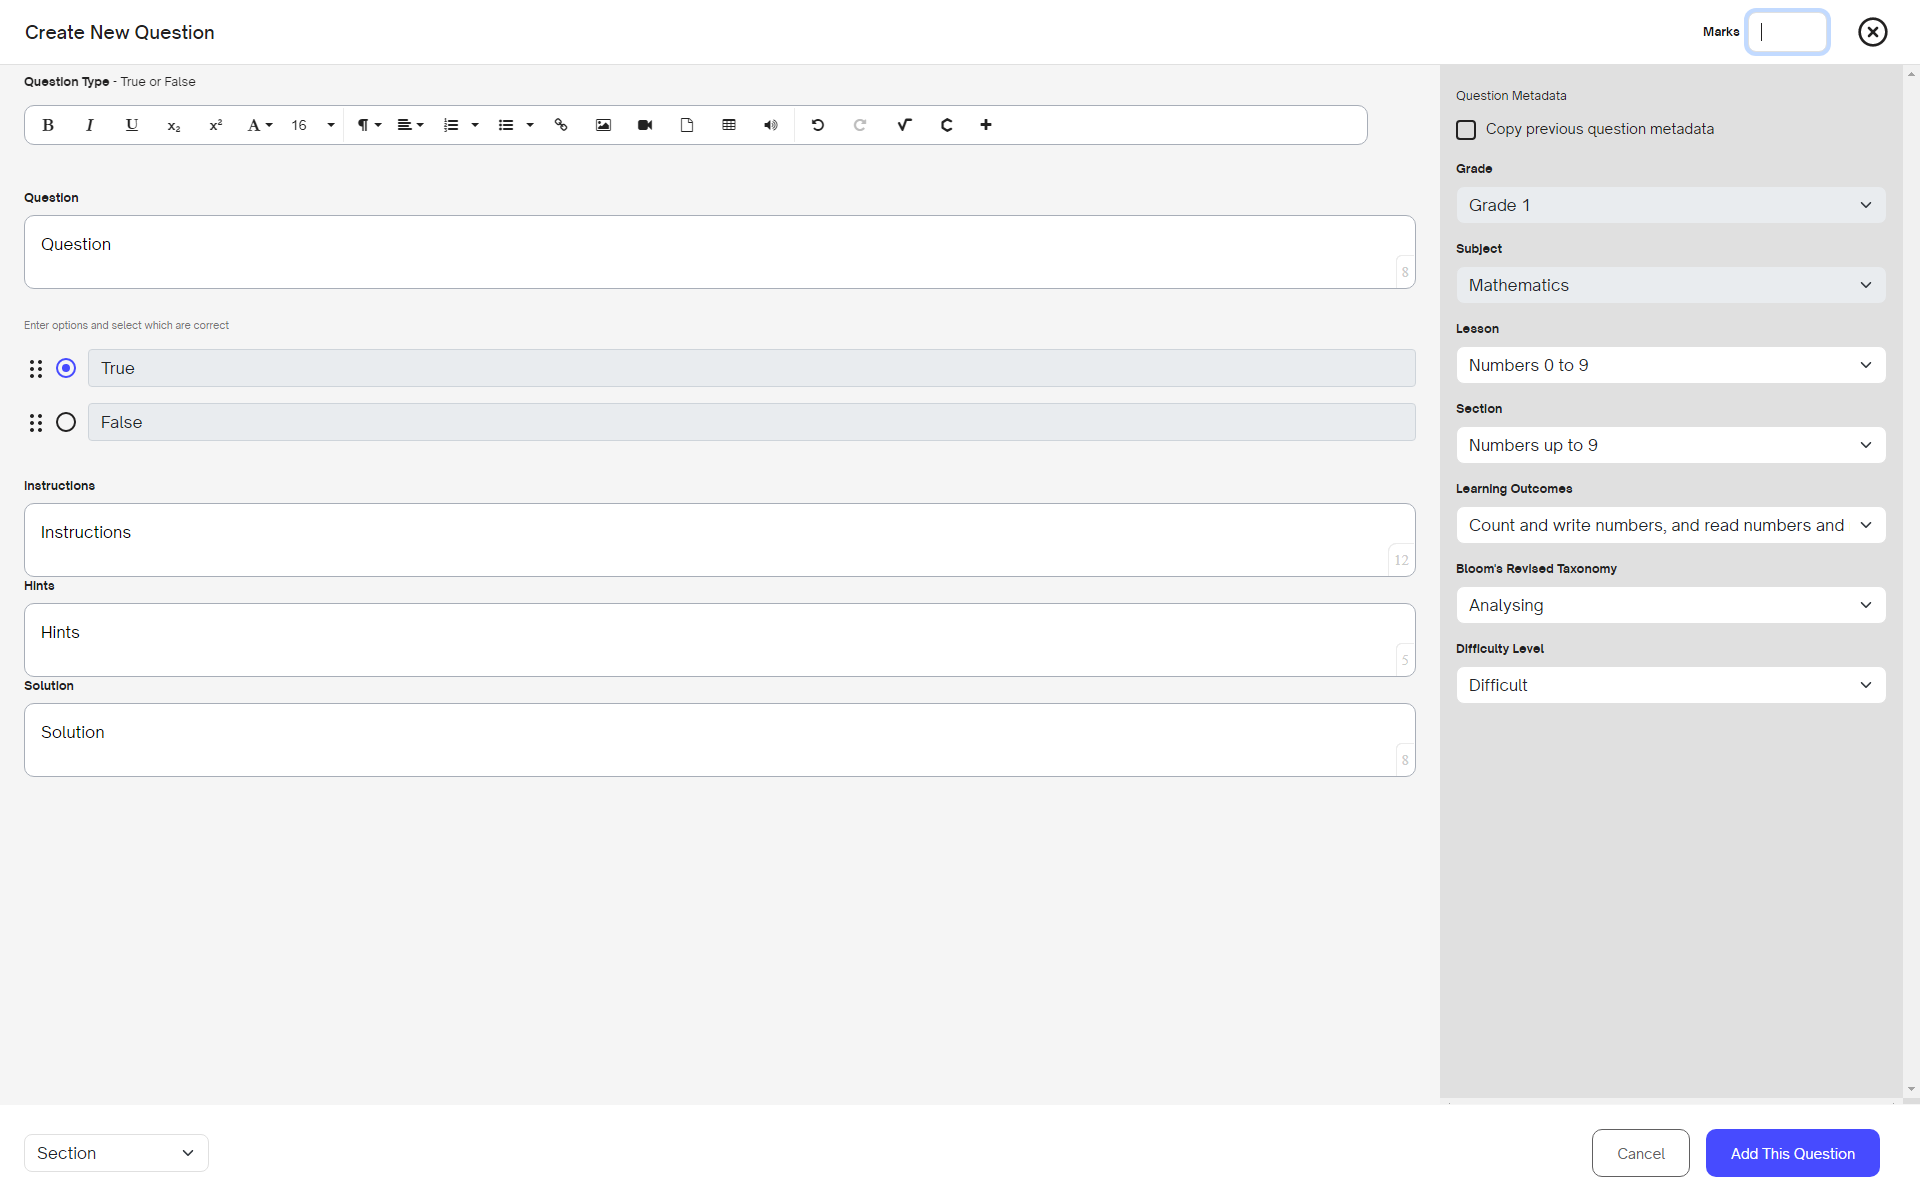 Create New Question
Marks
Question Type - True or False
B I U x₂ x² A 16
Question
Question
8
Enter options and select which are correct
True
False
Instructions
Instructions
12
Hints
Hints
5
Solution
Solution
8
Question Metadata
Copy previous question metadata
Grade
Grade 1
Subject
Mathematics
Lesson
Numbers 0 to 9
Section
Numbers up to 9
Learning Outcomes
Count and write numbers, and read numbers and
Bloom's Revised Taxonomy
Analysing
Difficulty Level
Difficult
Section
Cancel
Add This Question